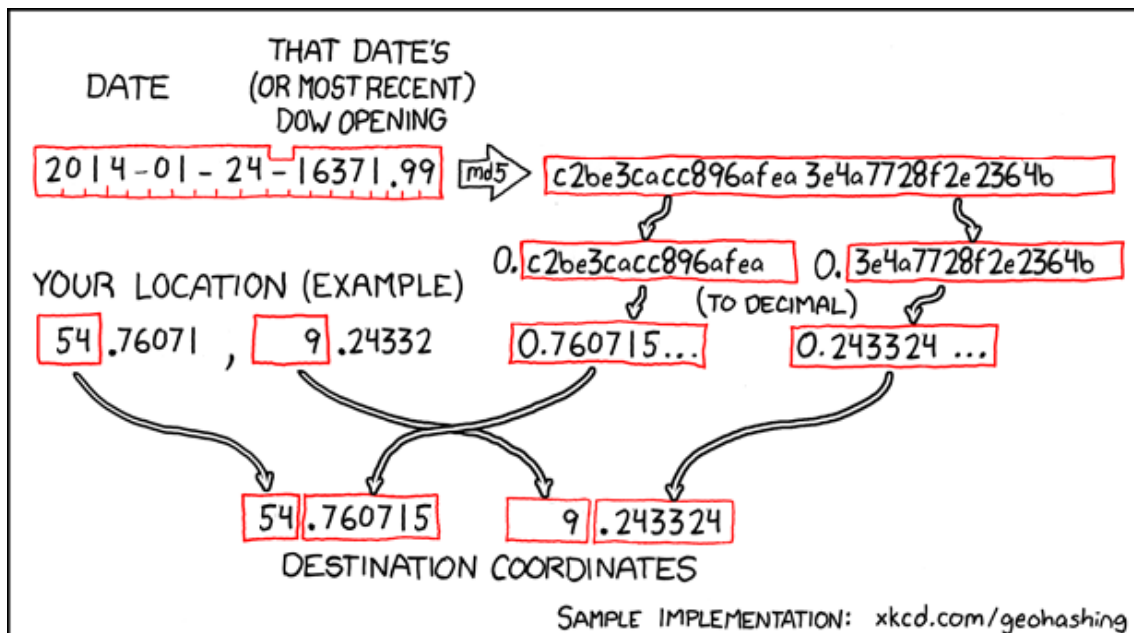 DATE
THAT DATE'S
(OR MOST RECENT)
DOW OPENING
2014-01-24-16371.99
md5
c2be3cacc896afea3e4a7728f2e2364b
0.c2be3cacc896afea
0.3e4a7728f2e2364b
YOUR LOCATION (EXAMPLE)
(TO DECIMAL)
54.76071, 9.24332
0.760715...
0.243324...
54.760715
9.243324
DESTINATION COORDINATES
SAMPLE IMPLEMENTATION: xkcd.com/geohashing